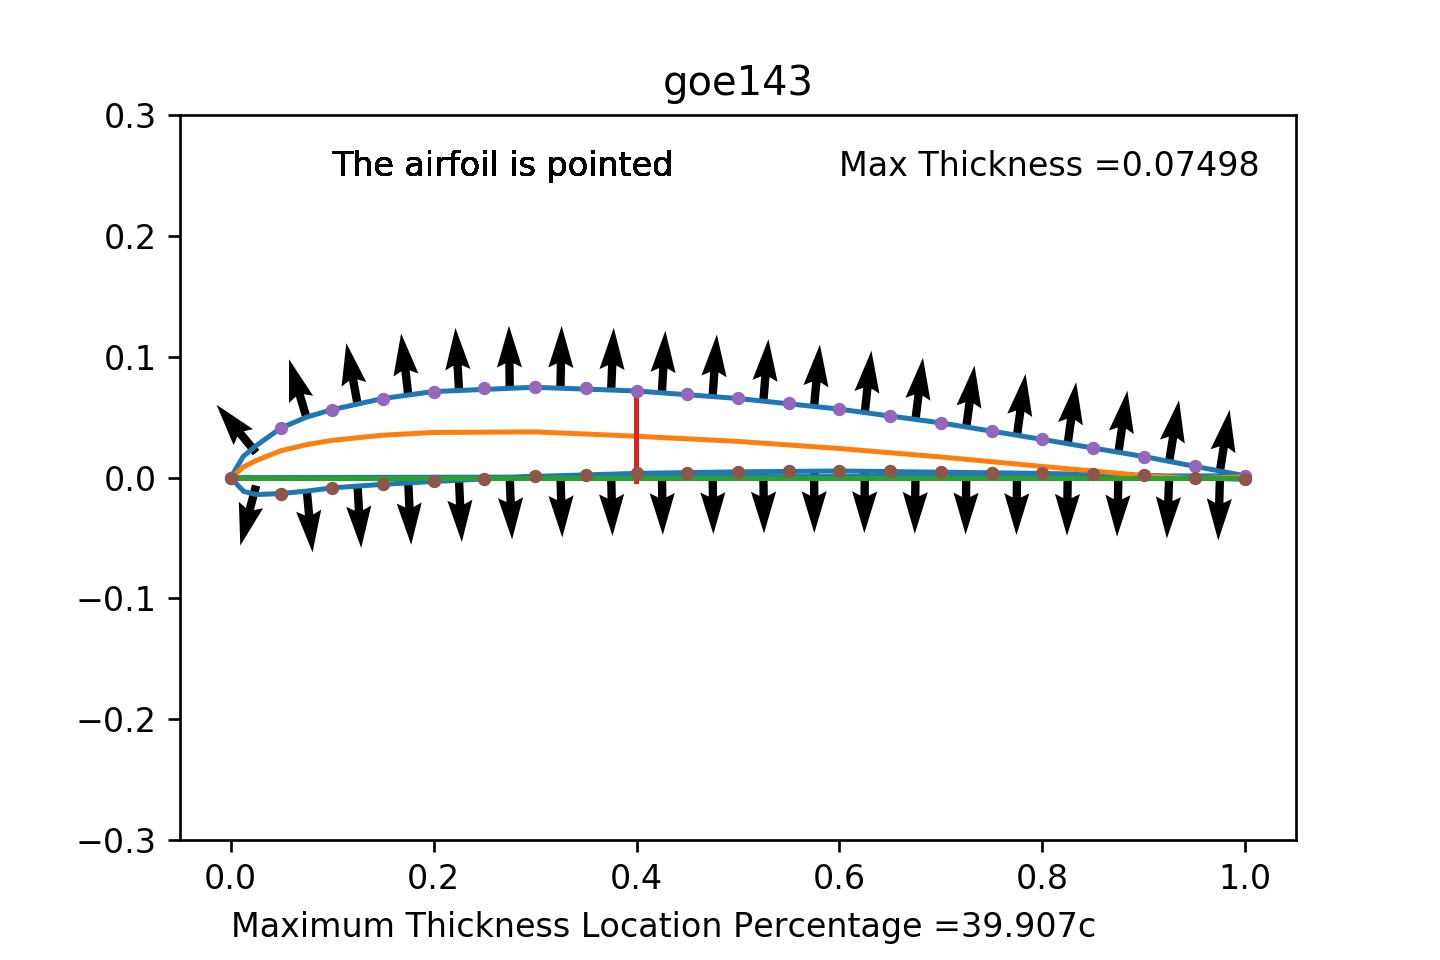 goe143
The airfoil is pointed
Max Thickness =0.07498
0.3
0.2
0.1
0.0
−0.1
−0.2
−0.3
0.0 0.2 0.4 0.6 0.8 1.0
Maximum Thickness Location Percentage =39.907c